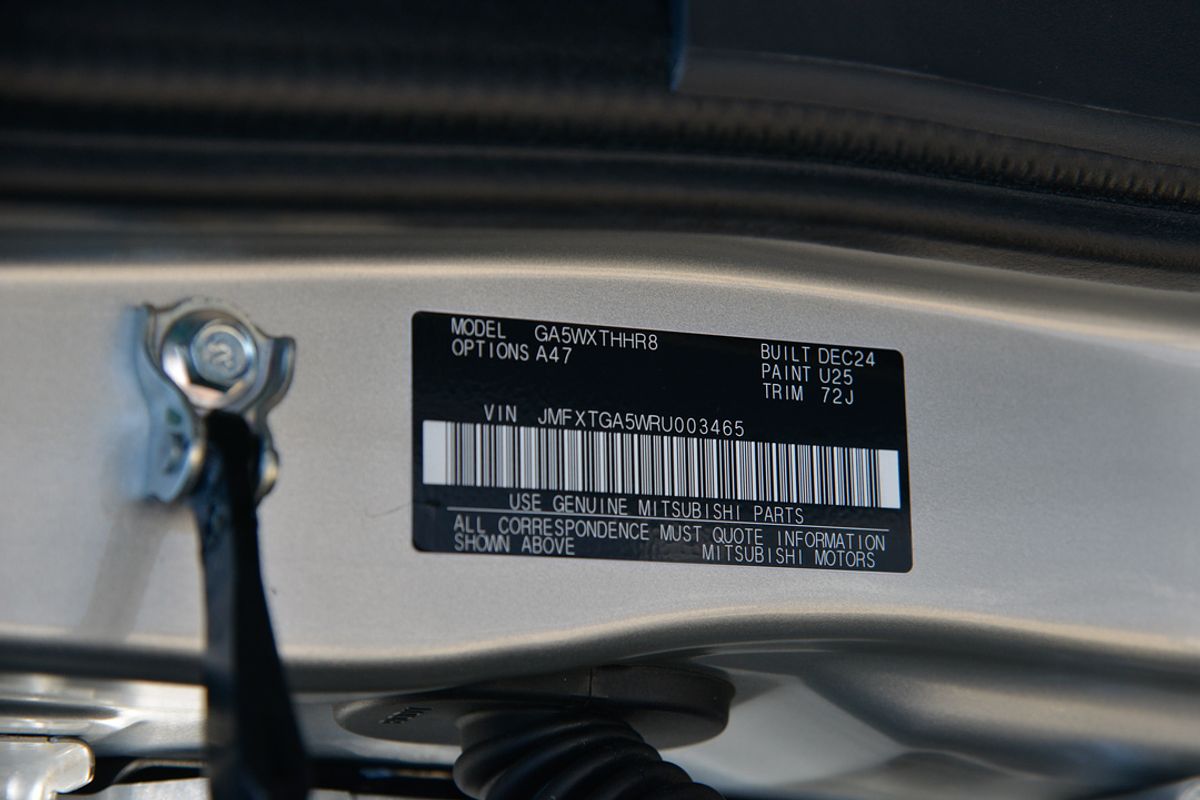 MODEL GA5WXTHHR8
OPTIONS A47
BUILT DEC24
PAINT U25
TRIM 72J
VIN JMFXTGA5WRU003465
USE GENUINE MITSUBISHI PARTS
ALL CORRESPONDENCE MUST QUOTE INFORMATION
SHOWN ABOVE MITSUBISHI MOTORS